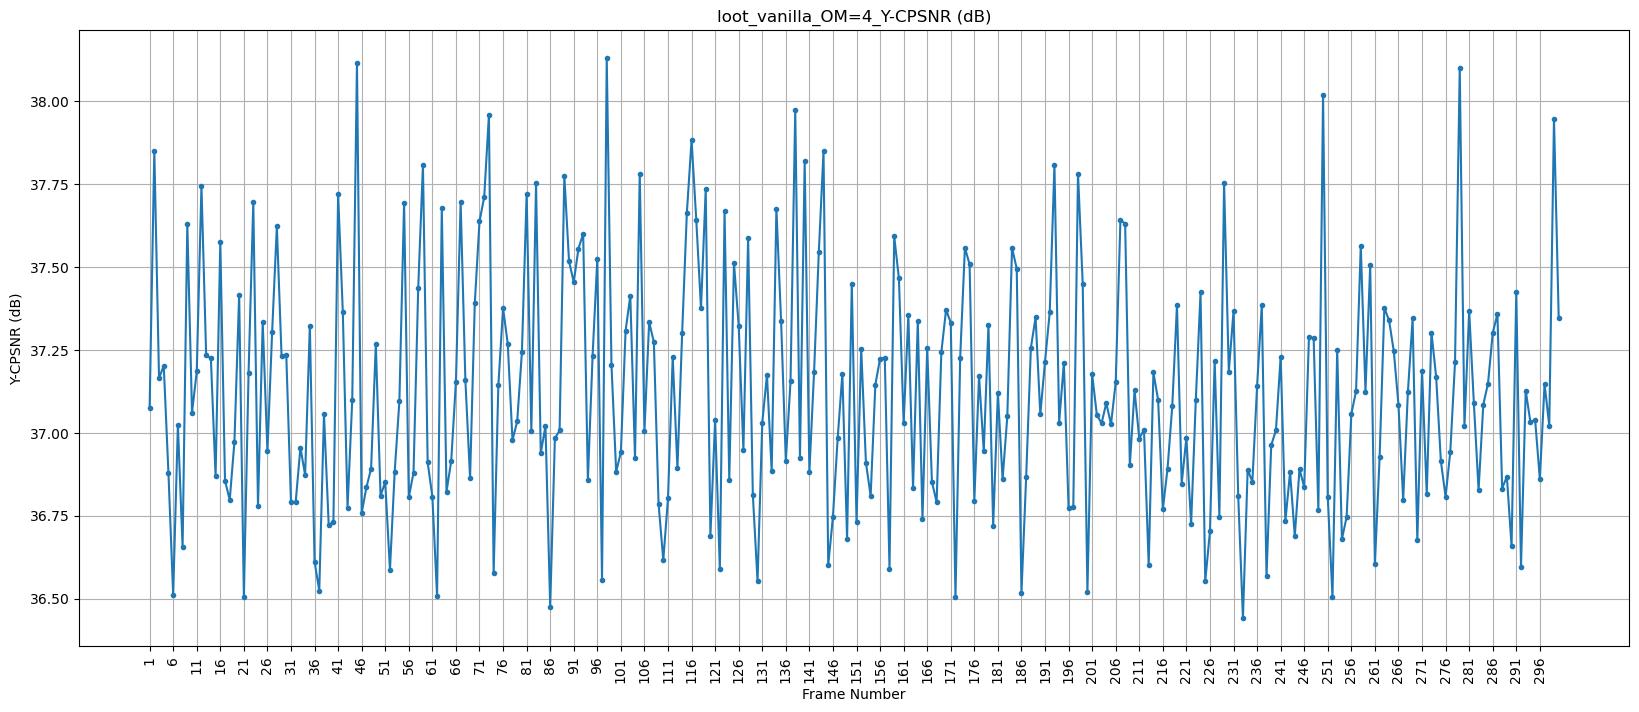 loot_vanilla_OM=4_Y-CPSNR (dB)
Y-CPSNR (dB)
38.00
37.75
37.50
37.25
37.00
36.75
36.50
1 6 11 16 21 26 31 36 41 46 51 56 61 66 71 76 81 86 91 96 101 106 111 116 121 126 131 136 141 146 151 156 161 166 171 176 181 186 191 196 201 206 211 216 221 226 231 236 241 246 251 256 261 266 271 276 281 286 291 296
Frame Number